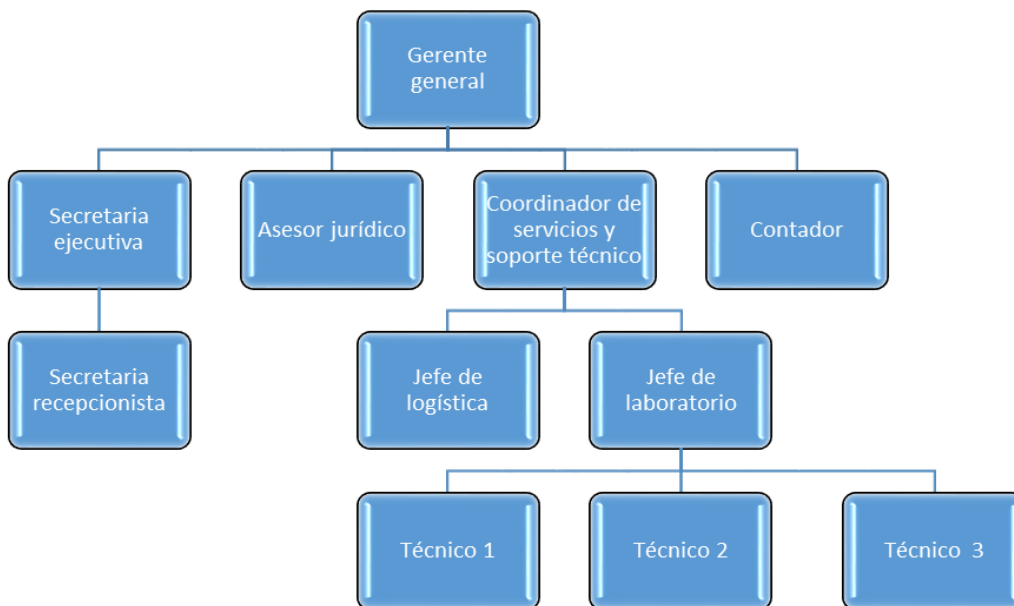 Gerente
general
Secretaria
ejecutiva
Asesor jurídico
Coordinador de
servicios y
soporte técnico
Contador
Secretaria
recepcionista
Jefe de
logística
Jefe de
laboratorio
Técnico 1
Técnico 2
Técnico 3